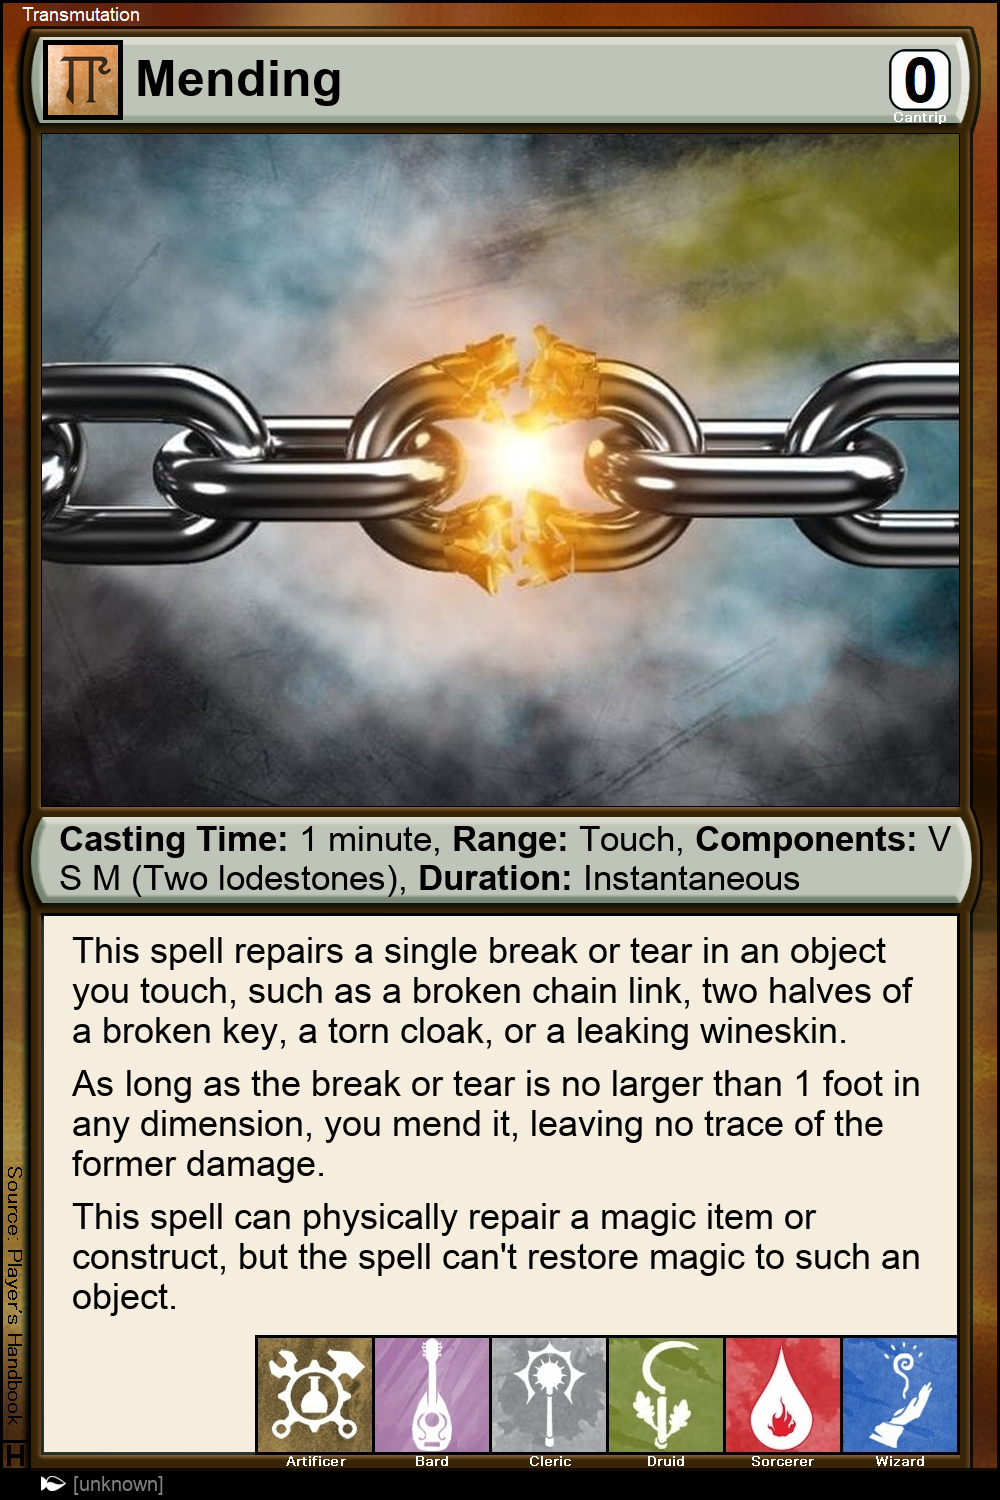 Transmutation
Mending
0
Cantrip
Casting Time: 1 minute, Range: Touch, Components: V
S M (Two lodestones), Duration: Instantaneous
This spell repairs a single break or tear in an object
you touch, such as a broken chain link, two halves of
a broken key, a torn cloak, or a leaking wineskin.
As long as the break or tear is no larger than 1 foot in
any dimension, you mend it, leaving no trace of the
former damage.
This spell can physically repair a magic item or
construct, but the spell can't restore magic to such an
object.
Source: Player's Handbook
H
Artificer Bard Cleric Druid Sorcerer Wizard
[unknown]